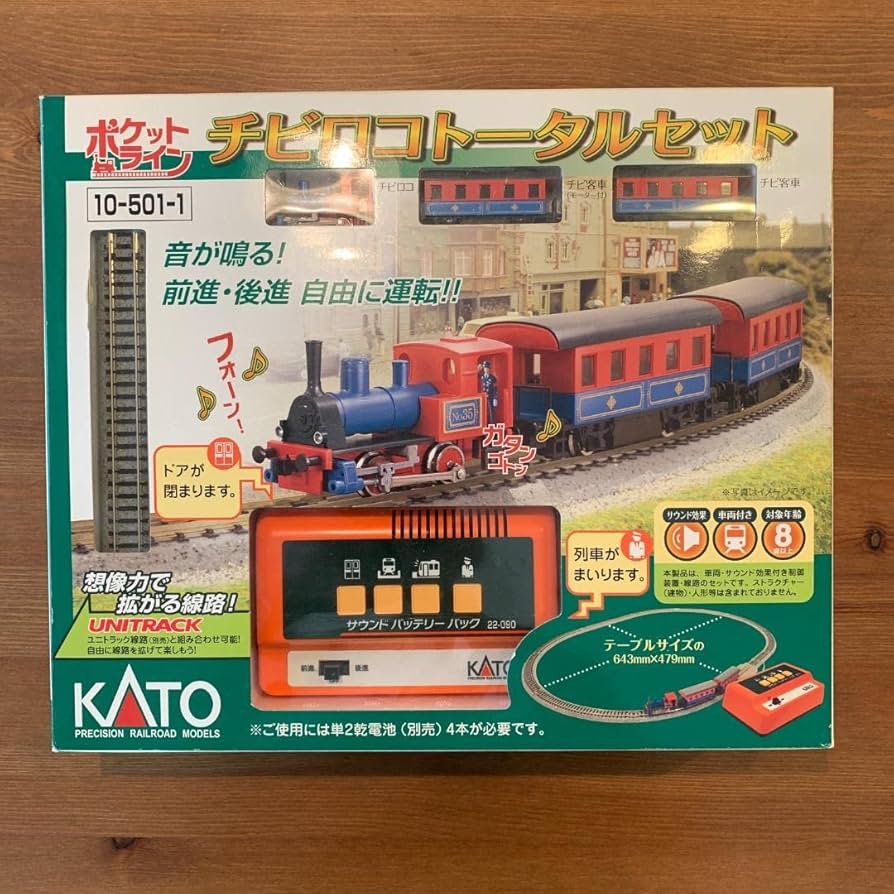 ポケットライン
チビロコトータルセット
10-501-1
チビロコ
チビ客車
(モーター付)
チビ客車
音が鳴る!
前進・後進 自由に運転!!
フォーン!
No.35
ガタン
ゴトン
ドアが
閉まります。
※写真はイメージです。
サウンド効果
車両付き
対象年齢
8
歳以上
列車が
まいります。
本製品は、車両・サウンド効果付き制御
装置・線路のセットです。ストラクチャー
(建物)・人形等は含まれておりません。
想像力で
拡がる線路!
UNITRACK
ユニトラック線路(別売)と組み合わせ可能!
自由に線路を拡げて楽しもう!
サウンド バッテリー パック 22-090
前進
OFF
後進
KATO
テーブルサイズの
643mm×479mm
KATO
PRECISION RAILROAD MODELS
※ご使用には単2乾電池(別売)4本が必要です。